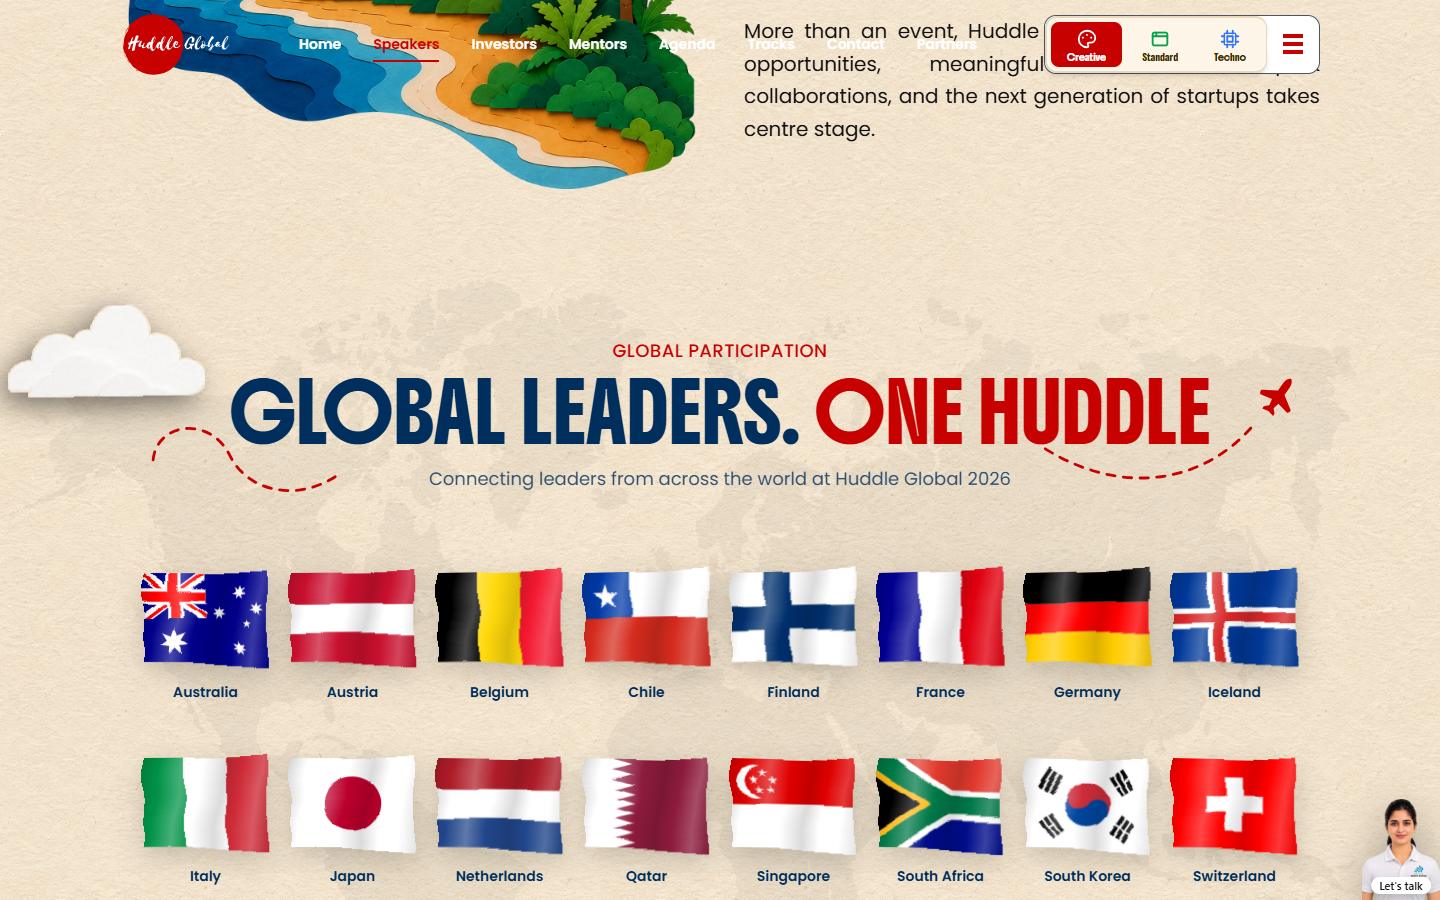 Huddle Global
Home Speakers Investors Mentors Agenda Tracks Contact Partners
Creative Standard Techno
More than an event, Huddle
opportunities, meaningful
collaborations, and the next generation of startups takes
centre stage.
GLOBAL PARTICIPATION
GLOBAL LEADERS. ONE HUDDLE
Connecting leaders from across the world at Huddle Global 2026
Australia Austria Belgium Chile Finland France Germany Iceland
Italy Japan Netherlands Qatar Singapore South Africa South Korea Switzerland
Let's talk